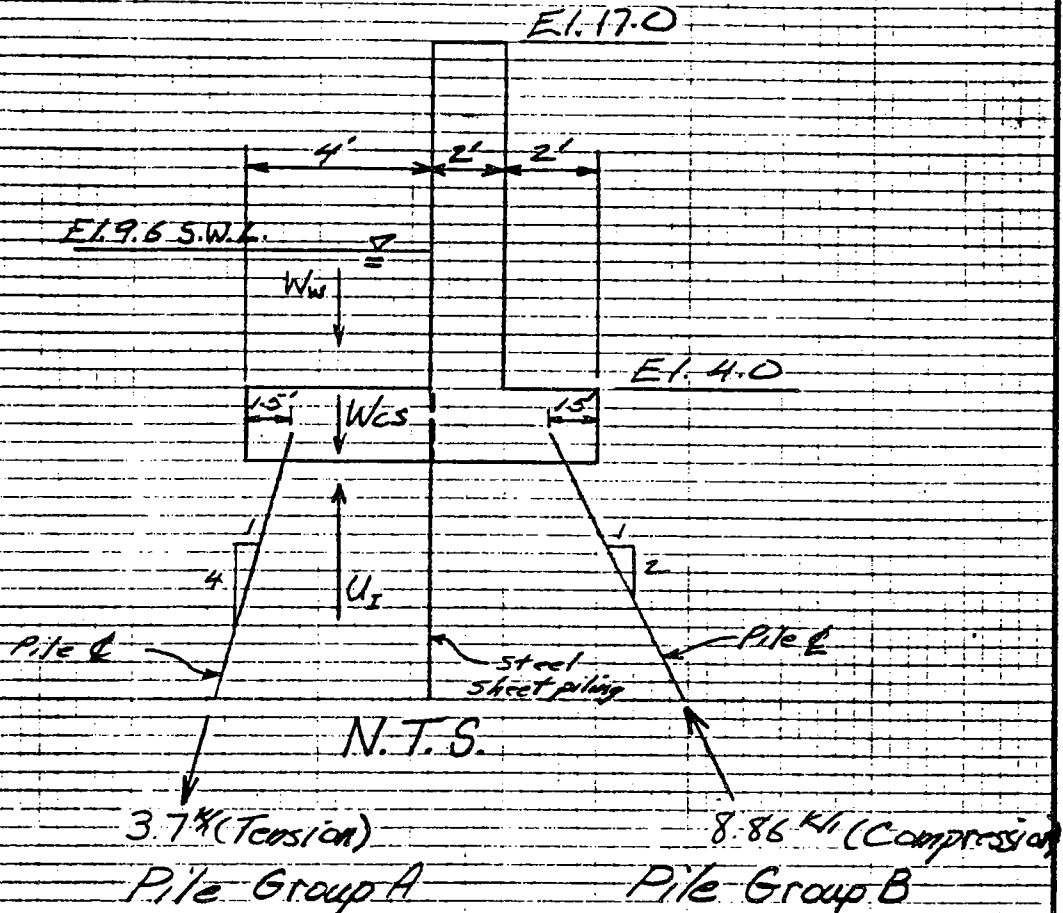 El. 17.0
4' 2' 2'
El. 9.6 S.W.L.
Ww
El. 4.0
1.5' Wcs 1.5'
1
4
1
2
UI
Pile ℄
steel
sheet piling
Pile ℄
N.T.S.
3.7 K/' (Tension)
8.86 K/' (Compression
Pile Group A
Pile Group B